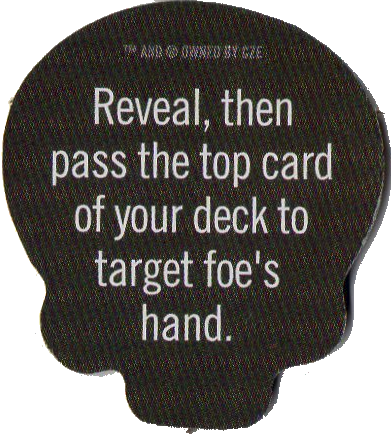 ™ AND © OWNED BY CZE
Reveal, then
pass the top card
of your deck to
target foe's
hand.